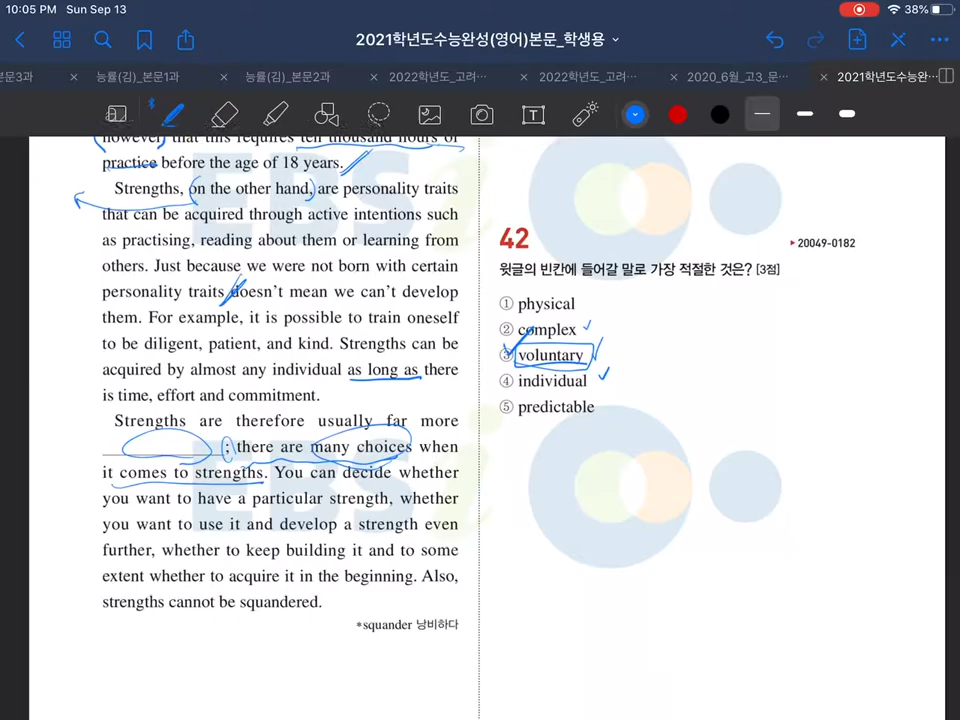 10:05 PM Sun Sep 13
38%
2021학년도수능완성(영어)본문_학생용
본문3과
능률(김)_본문1과
능률(김)_본문2과
2022학년도_고려…
2022학년도_고려…
2020_6월_고3_문…
2021학년도수능완…
T
however, that this requires ten thousand hours of
practice before the age of 18 years.
Strengths, on the other hand, are personality traits
that can be acquired through active intentions such
as practising, reading about them or learning from
others. Just because we were not born with certain
personality traits doesn't mean we can't develop
them. For example, it is possible to train oneself
to be diligent, patient, and kind. Strengths can be
acquired by almost any individual as long as there
is time, effort and commitment.
Strengths are therefore usually far more
__________; there are many choices when
it comes to strengths. You can decide whether
you want to have a particular strength, whether
you want to use it and develop a strength even
further, whether to keep building it and to some
extent whether to acquire it in the beginning. Also,
strengths cannot be squandered.
*squander 낭비하다
42
▸20049-0182
윗글의 빈칸에 들어갈 말로 가장 적절한 것은? [3점]
① physical
② complex
③ voluntary
④ individual
⑤ predictable
EBSi
EBSi